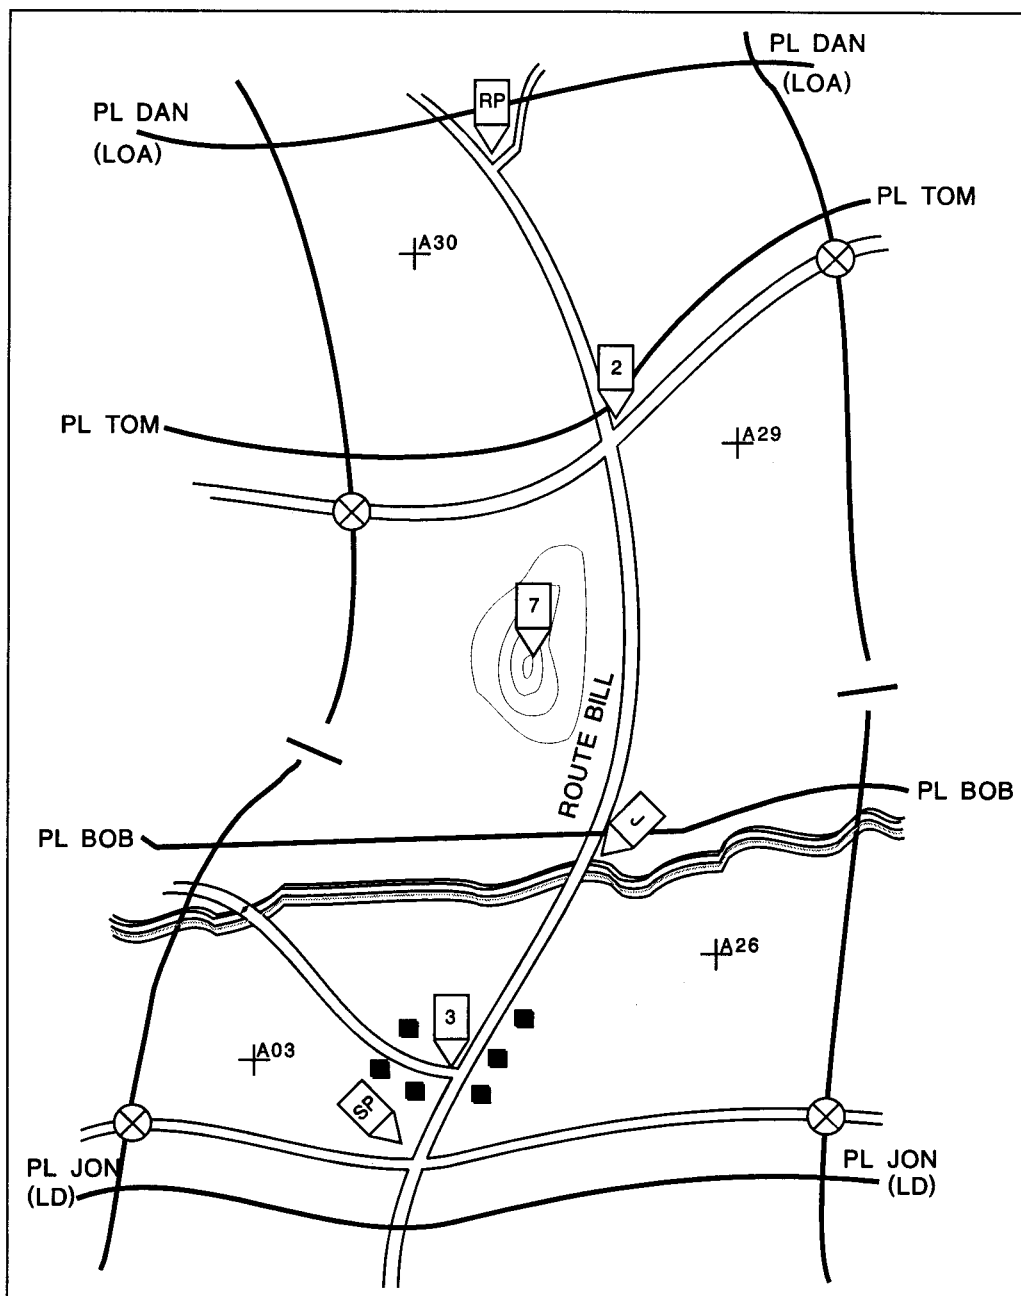 PL DAN
(LOA)
PL DAN
(LOA)
RP
PL TOM
A30
2
PL TOM
A29
7
ROUTE BILL
PL BOB
J
PL BOB
A26
3
A03
SP
PL JON
(LD)
PL JON
(LD)